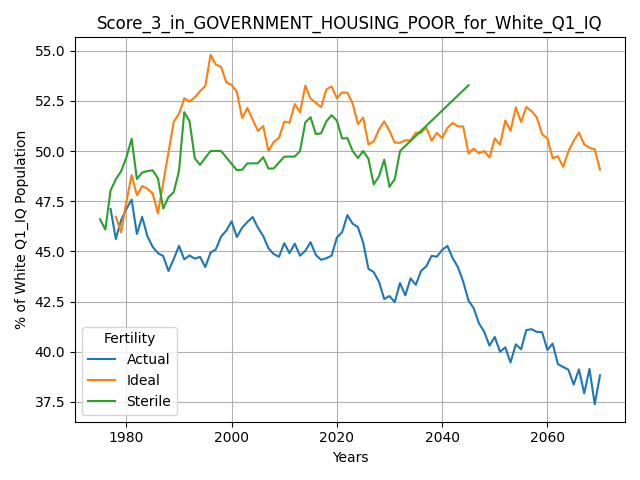 Score_3_in_GOVERNMENT_HOUSING_POOR_for_White_Q1_IQ
% of White Q1_IQ Population
55.0
52.5
50.0
47.5
45.0
42.5
40.0
37.5
Fertility
Actual
Ideal
Sterile
1980
2000
2020
2040
2060
Years